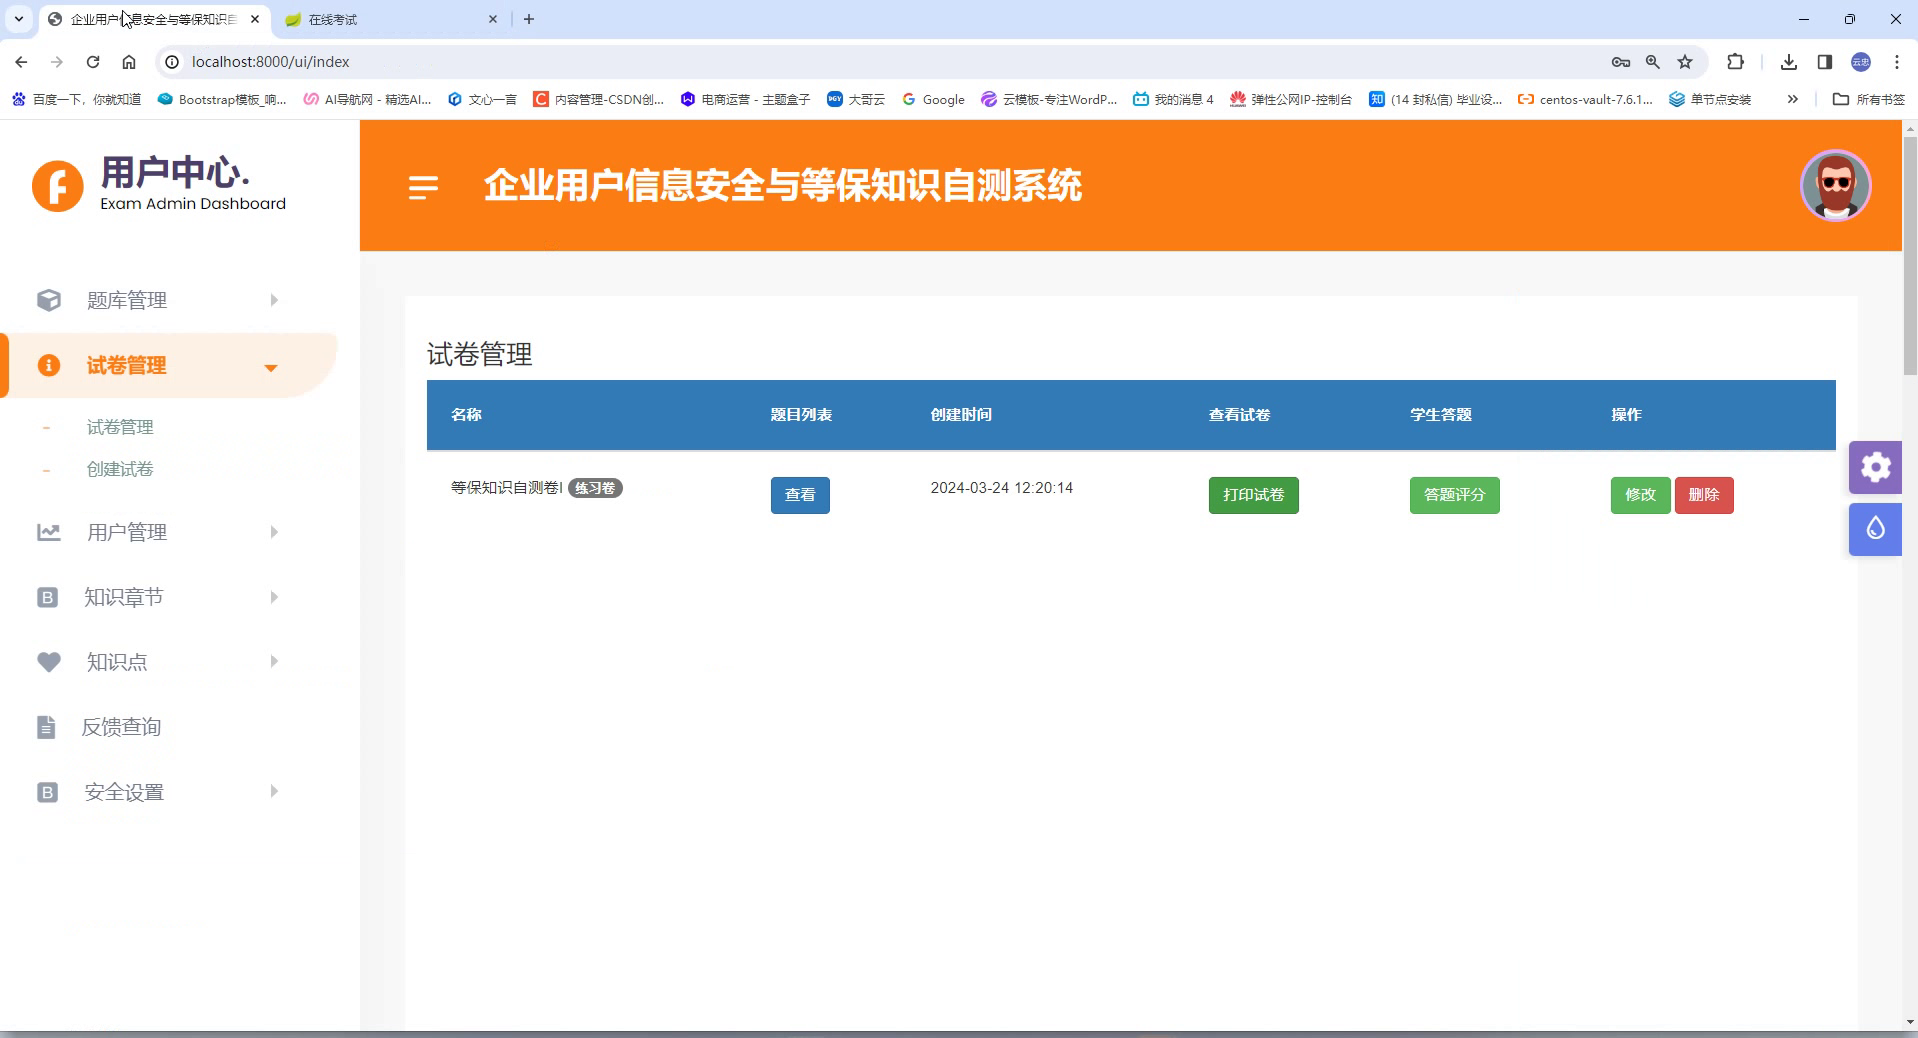 企业用户信息安全与等保知识自
在线考试
localhost:8000/ui/index
云忠
百度一下，你就知道
Bootstrap模板_响...
AI导航网 - 精选AI...
文心一言
内容管理-CSDN创...
电商运营 - 主题盒子
大哥云
Google
云模板-专注WordP...
我的消息 4
弹性公网IP-控制台
(14 封私信) 毕业设...
centos-vault-7.6.1...
单节点安装
所有书签
用户中心.
Exam Admin Dashboard
企业用户信息安全与等保知识自测系统
题库管理
试卷管理
- 试卷管理
- 创建试卷
用户管理
知识章节
知识点
反馈查询
安全设置
试卷管理
名称 题目列表 创建时间 查看试卷 学生答题 操作
等保知识自测卷I 练习卷 查看 2024-03-24 12:20:14 打印试卷 答题评分 修改 删除